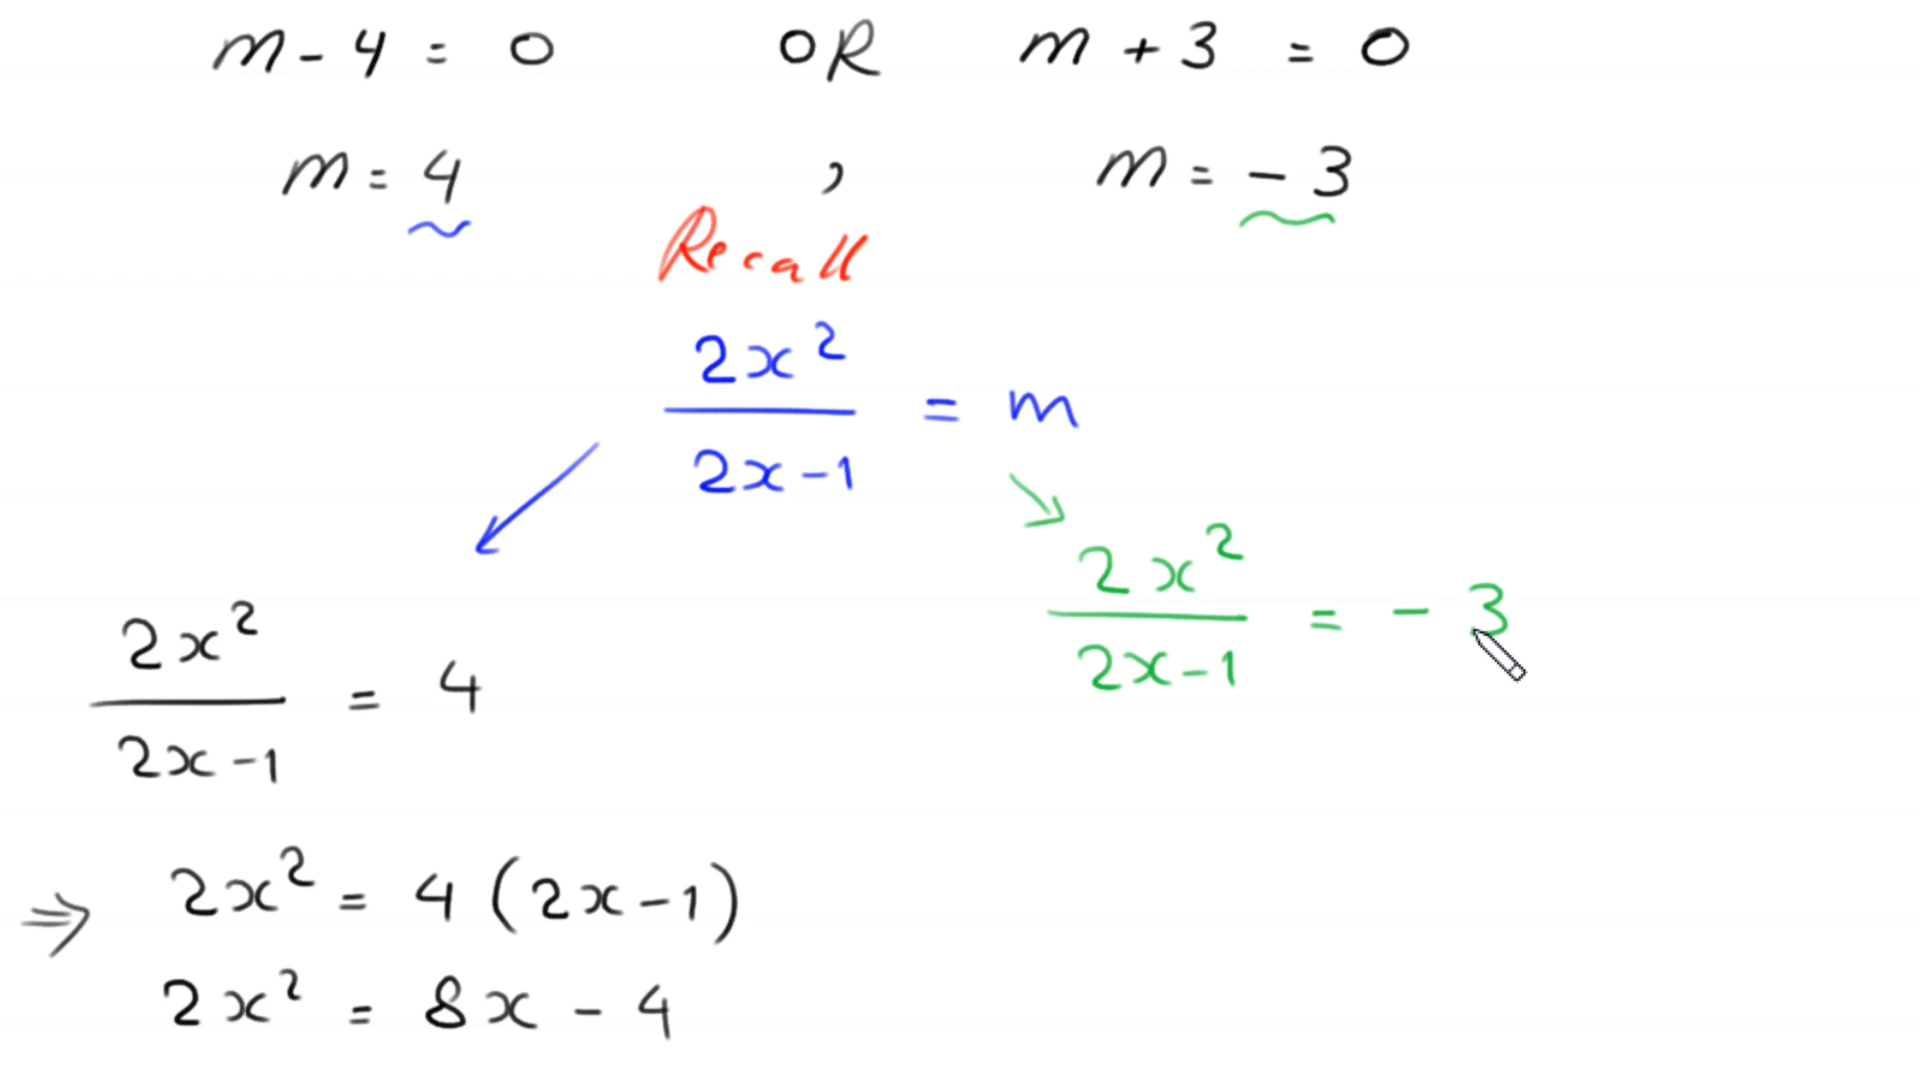 m - 4 = 0 OR m + 3 = 0
m = 4 , m = - 3
Recall
2x² / 2x - 1 = m
2x² / 2x - 1 = - 3
2x² / 2x - 1 = 4
⇒ 2x² = 4 (2x - 1)
2x² = 8x - 4